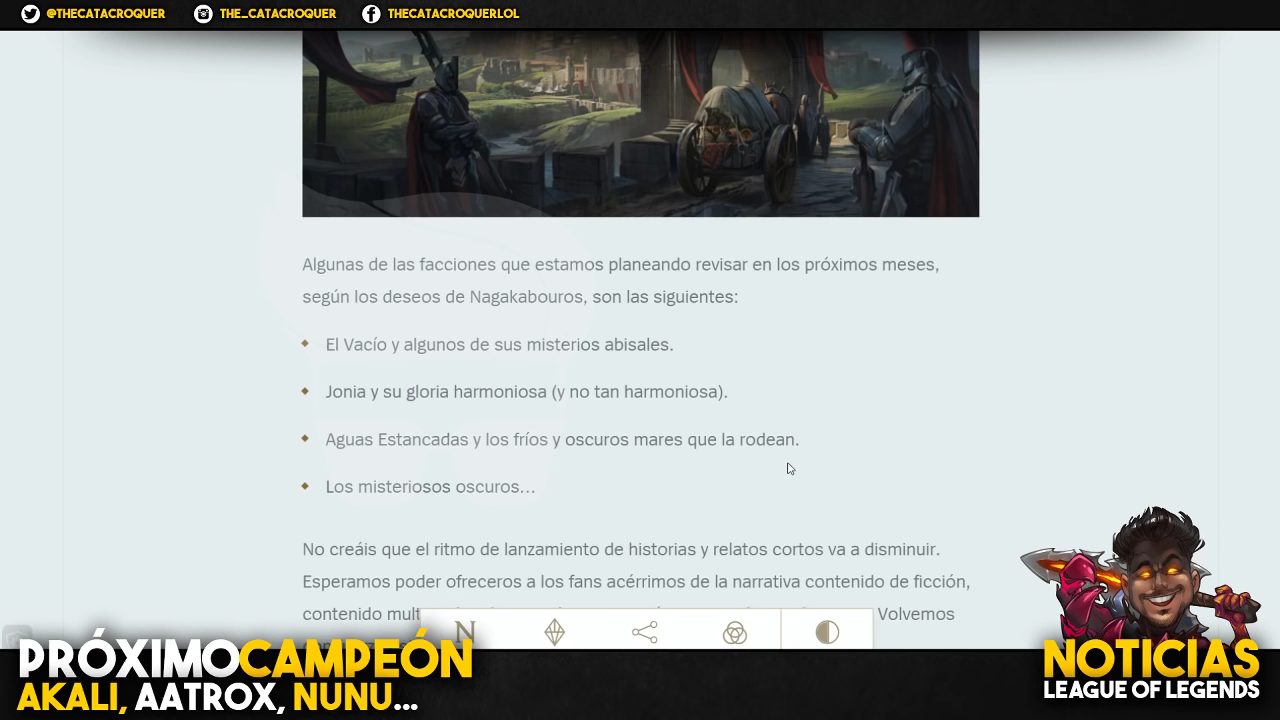 @THECATACROQUER THE_CATACROQUER THECATACROQUERLOL
Algunas de las facciones que estamos planeando revisar en los próximos meses,
según los deseos de Nagakabouros, son las siguientes:
El Vacío y algunos de sus misterios abisales.
Jonia y su gloria harmoniosa (y no tan harmoniosa).
Aguas Estancadas y los fríos y oscuros mares que la rodean.
Los misteriosos oscuros...
No creáis que el ritmo de lanzamiento de historias y relatos cortos va a disminuir.
Esperamos poder ofreceros a los fans acérrimos de la narrativa contenido de ficción,
contenido Volvemos
N
PRÓXIMOCAMPEÓN
AKALI, AATROX, NUNU...
NOTICIAS
LEAGUE OF LEGENDS